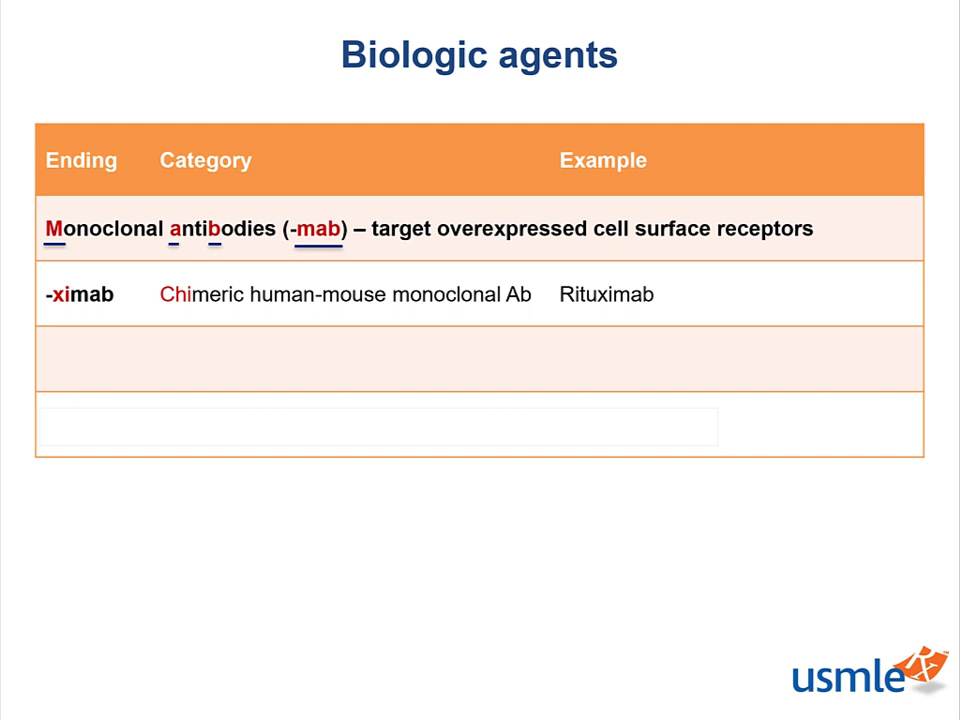 Biologic agents
Ending Category Example
Monoclonal antibodies (-mab) – target overexpressed cell surface receptors
-ximab Chimeric human-mouse monoclonal Ab Rituximab
usmleRx™